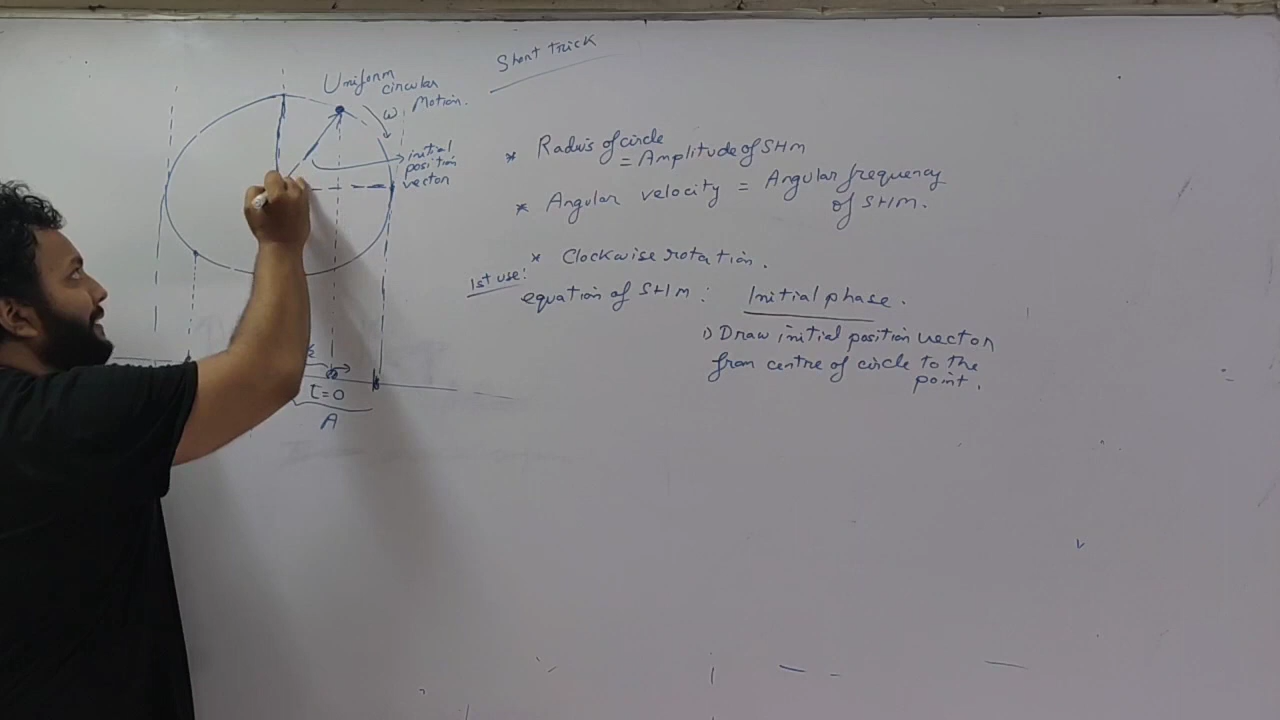 Short trick
Uniform
circular
Motion.
ω
initial
position
vector
* Radius of circle
= Amplitude of SHM
* Angular velocity = Angular frequency
of SHM.
* Clockwise rotation.
1st use:
equation of SHM : Initial phase.
1) Draw initial position vector
from centre of circle to the
point.
t=0
A